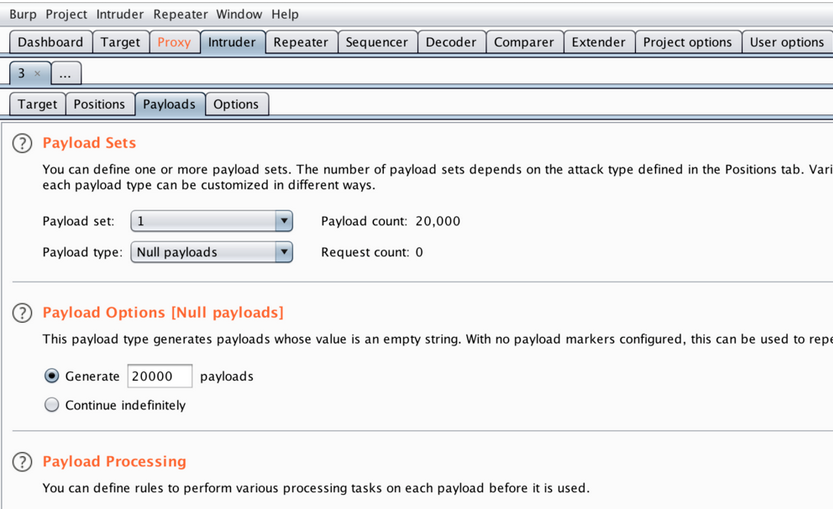 Burp Project Intruder Repeater Window Help
Dashboard Target Proxy Intruder Repeater Sequencer Decoder Comparer Extender Project options User options
3 × ...
Target Positions Payloads Options
? Payload Sets
You can define one or more payload sets. The number of payload sets depends on the attack type defined in the Positions tab. Vari
each payload type can be customized in different ways.
Payload set: 1 Payload count: 20,000
Payload type: Null payloads Request count: 0
? Payload Options [Null payloads]
This payload type generates payloads whose value is an empty string. With no payload markers configured, this can be used to repe
Generate 20000 payloads
Continue indefinitely
? Payload Processing
You can define rules to perform various processing tasks on each payload before it is used.